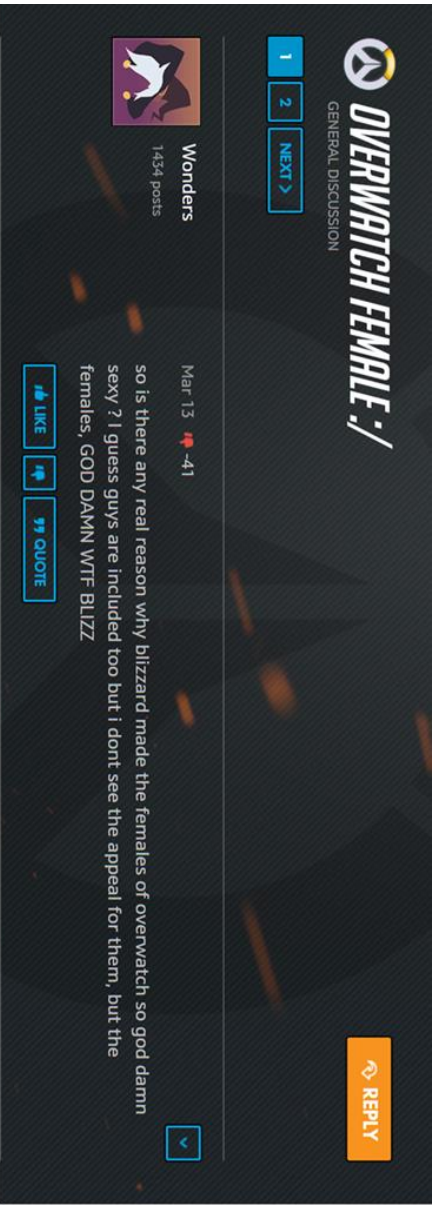 OVERWATCH FEMALE :/
GENERAL DISCUSSION
1 2 NEXT >
REPLY
Wonders
1434 posts
Mar 13 -41
so is there any real reason why blizzard made the females of overwatch so god damn
sexy ? I guess guys are included too but i dont see the appeal for them, but the
females, GOD DAMN WTF BLIZZ
LIKE
QUOTE